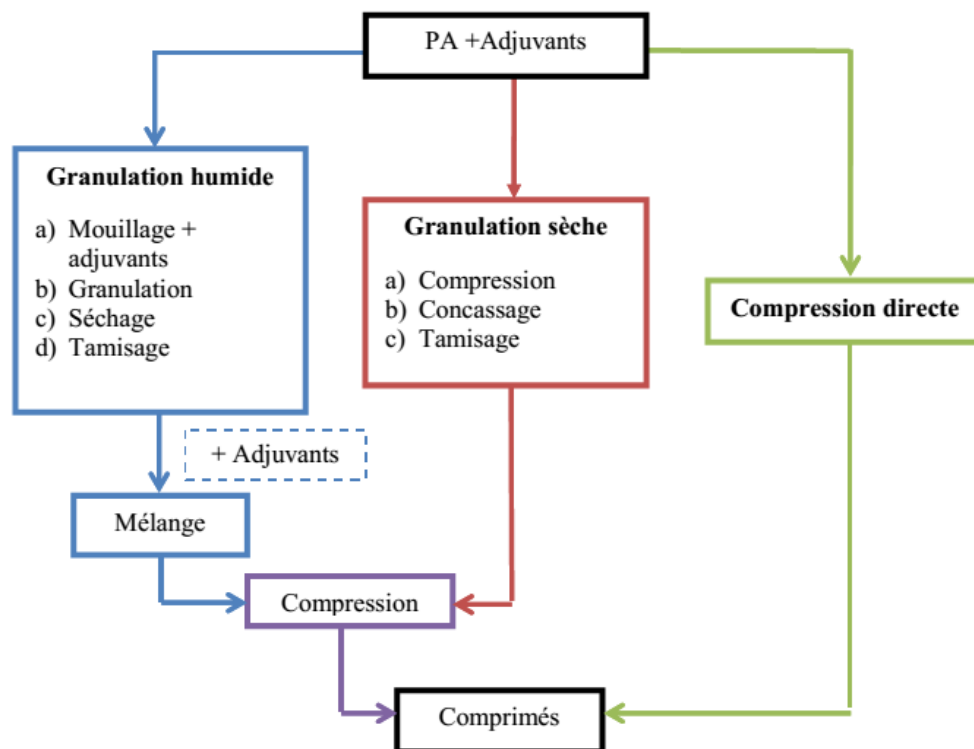 PA +Adjuvants
Granulation humide
a) Mouillage +
adjuvants
b) Granulation
c) Séchage
d) Tamisage
Granulation sèche
a) Compression
b) Concassage
c) Tamisage
Compression directe
+ Adjuvants
Mélange
Compression
Comprimés